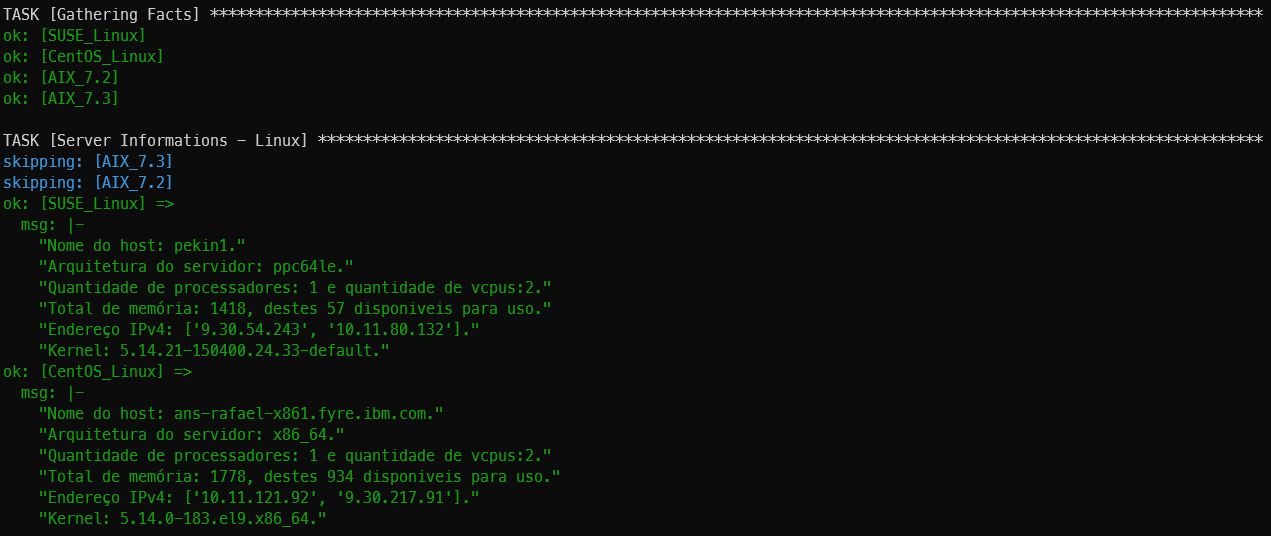 TASK [Gathering Facts] *********************************************************************************************************************
ok: [SUSE_Linux]
ok: [CentOS_Linux]
ok: [AIX_7.2]
ok: [AIX_7.3]
TASK [Server Informations - Linux] *********************************************************************************************************
skipping: [AIX_7.3]
skipping: [AIX_7.2]
ok: [SUSE_Linux] =>
  msg: |-
    "Nome do host: pekin1."
    "Arquitetura do servidor: ppc64le."
    "Quantidade de processadores: 1 e quantidade de vcpus:2."
    "Total de memória: 1418, destes 57 disponiveis para uso."
    "Endereço IPv4: ['9.30.54.243', '10.11.80.132']."
    "Kernel: 5.14.21-150400.24.33-default."
ok: [CentOS_Linux] =>
  msg: |-
    "Nome do host: ans-rafael-x861.fyre.ibm.com."
    "Arquitetura do servidor: x86_64."
    "Quantidade de processadores: 1 e quantidade de vcpus:2."
    "Total de memória: 1778, destes 934 disponiveis para uso."
    "Endereço IPv4: ['10.11.121.92', '9.30.217.91']."
    "Kernel: 5.14.0-183.el9.x86_64."